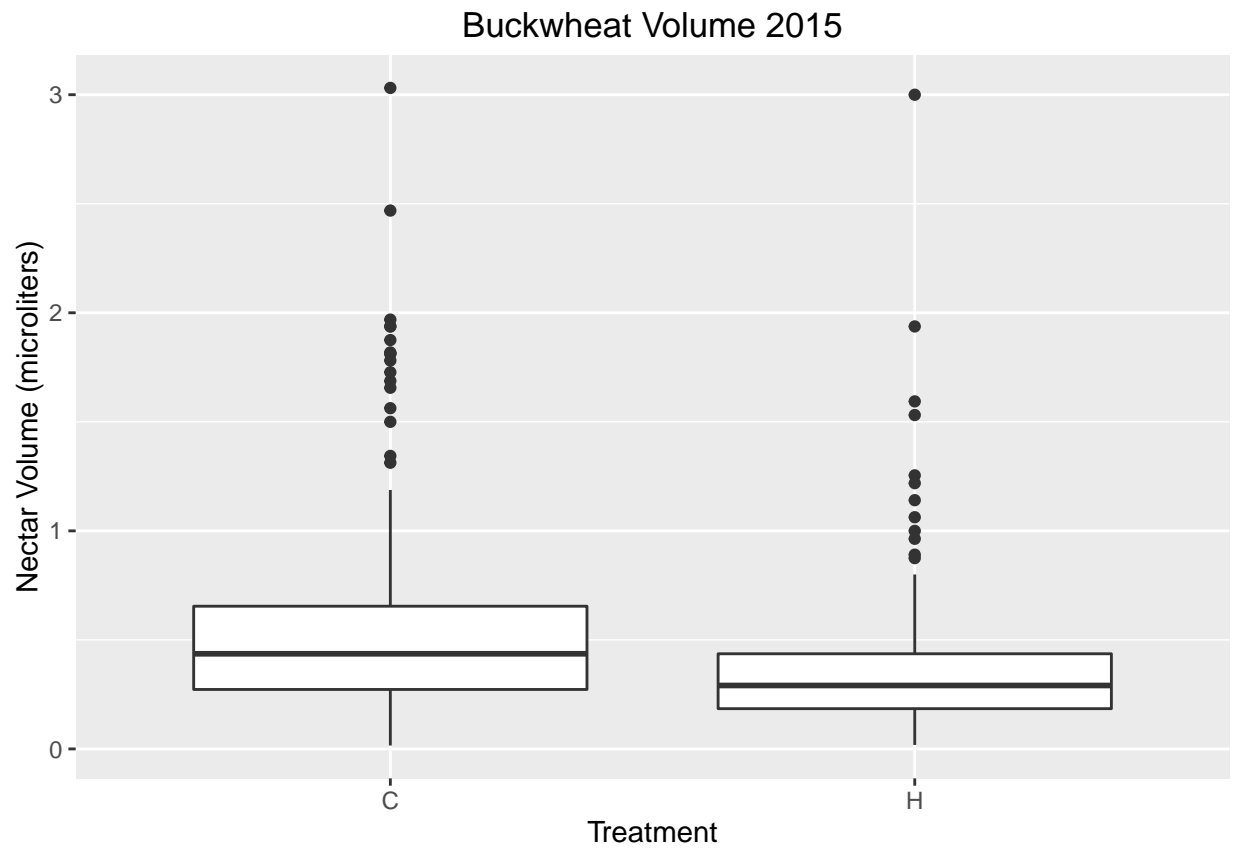 Buckwheat Volume 2015
Nectar Volume (microliters)
3
2
1
0
C H
Treatment